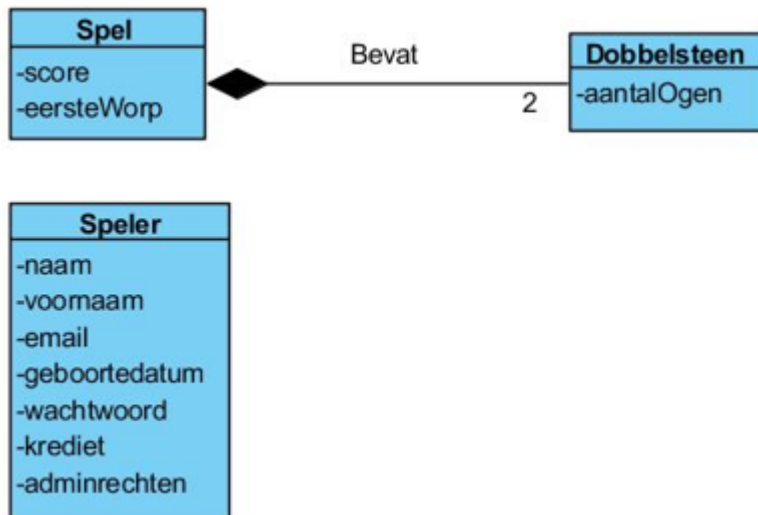 Spel
-score
-eersteWorp
Bevat
2
Dobbelsteen
-aantalOgen
Speler
-naam
-voornaam
-email
-geboortedatum
-wachtwoord
-krediet
-adminrechten